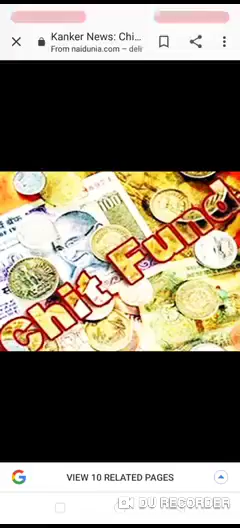 Kanker News: Chi...
From naidunia.com – deli
100
Chit Fund
VIEW 10 RELATED PAGES
DU RECORDER